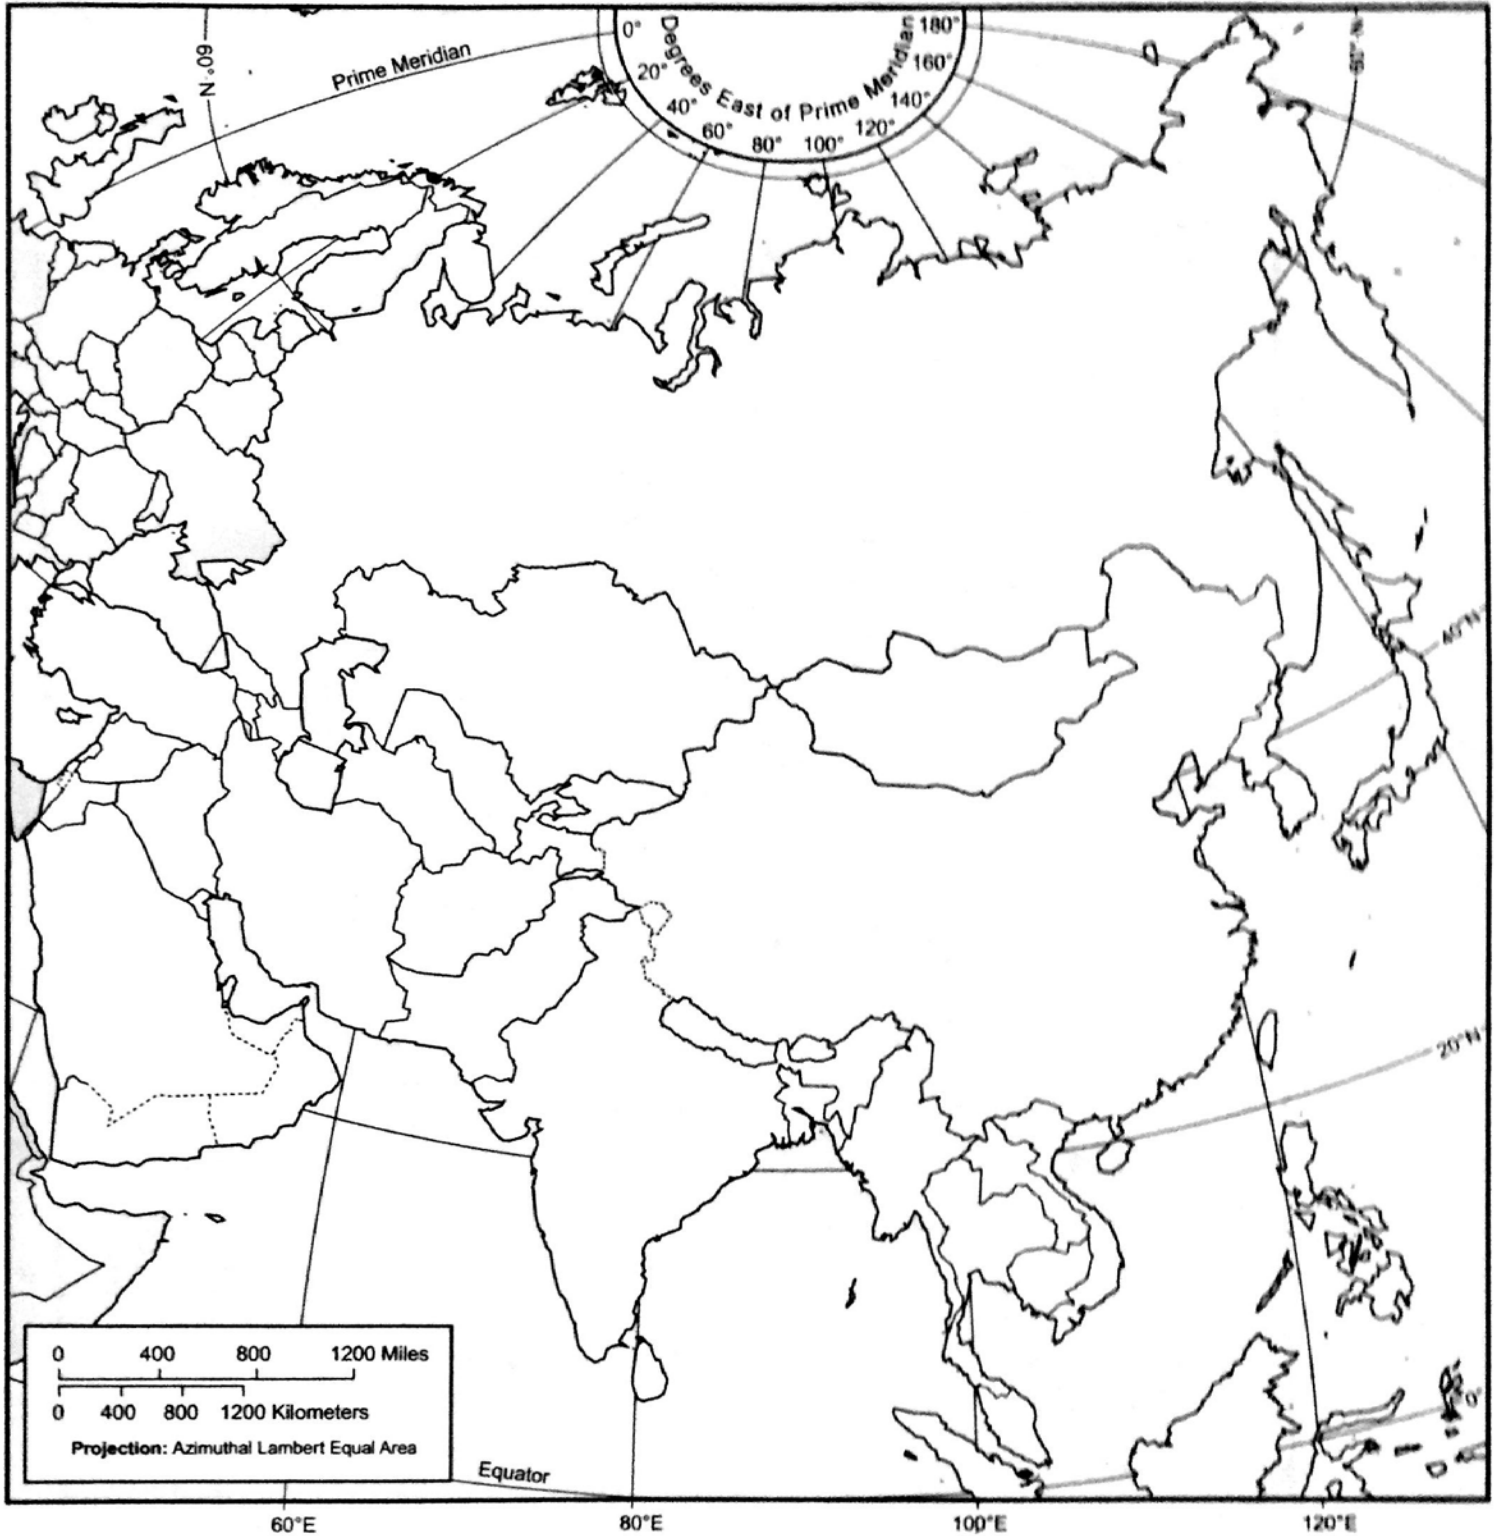 60°N
Prime Meridian
0°
20°
40°
60°
80°
100°
120°
140°
160°
180°
Degrees East of Prime Meridian
40°N
20°N
0°
0 400 800 1200 Miles
0 400 800 1200 Kilometers
Projection: Azimuthal Lambert Equal Area
Equator
60°E
80°E
100°E
120°E